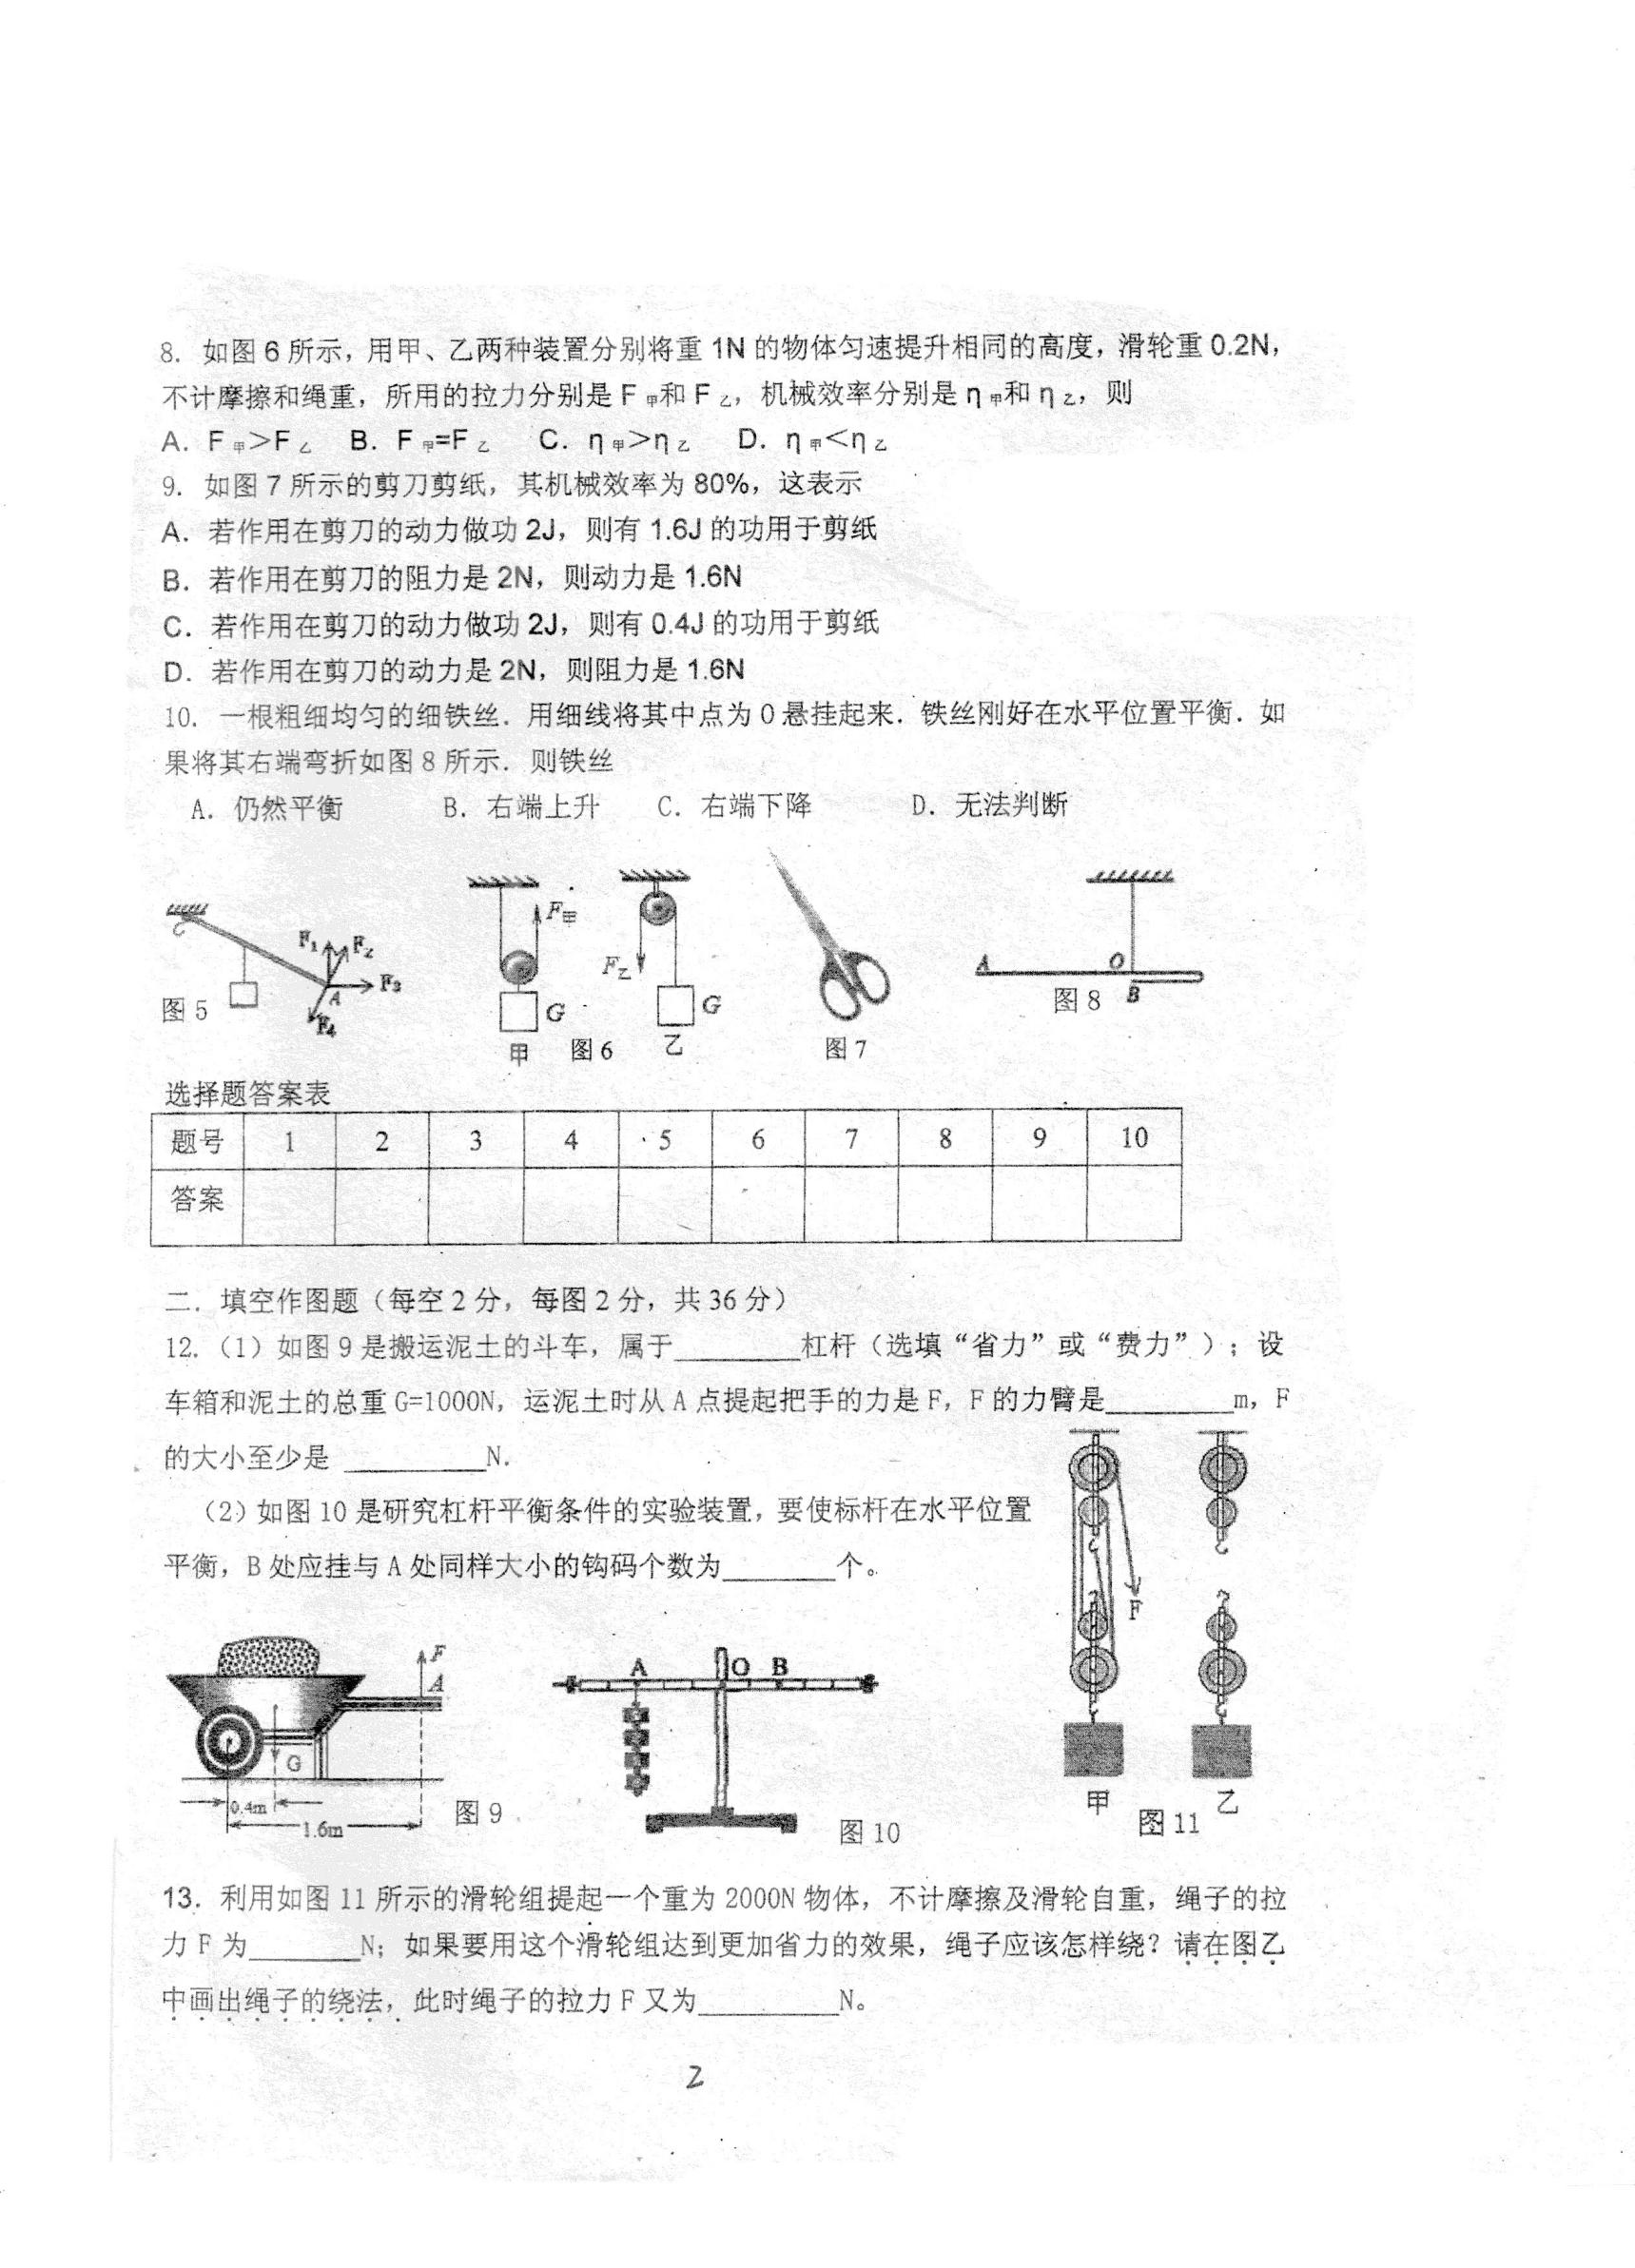 8. 如图6所示，用甲、乙两种装置分别将重1N的物体匀速提升相同的高度，滑轮重0.2N，
不计摩擦和绳重，所用的拉力分别是F甲和F乙，机械效率分别是η甲和η乙，则
A．F甲>F乙 B．F甲=F乙 C．η甲>η乙 D．η甲<η乙
9. 如图7所示的剪刀剪纸，其机械效率为80%，这表示
A．若作用在剪刀的动力做功2J，则有1.6J的功用于剪纸
B．若作用在剪刀的阻力是2N，则动力是1.6N
C．若作用在剪刀的动力做功2J，则有0.4J的功用于剪纸
D．若作用在剪刀的动力是2N，则阻力是1.6N
10. 一根粗细均匀的细铁丝．用细线将其中点为O悬挂起来．铁丝刚好在水平位置平衡．如
果将其右端弯折如图8所示．则铁丝
A．仍然平衡 B．右端上升 C．右端下降 D．无法判断
F1 F2 F3 F4 A 图5
F甲 G 甲 F乙 G 乙 图6
图7
A O B 图8
选择题答案表
题号 1 2 3 4 5 6 7 8 9 10
答案
二．填空作图题（每空2分，每图2分，共36分）
12.（1）如图9是搬运泥土的斗车，属于________杠杆（选填“省力”或“费力”）；设
车箱和泥土的总重G=1000N，运泥土时从A点提起把手的力是F，F的力臂是________m，F
的大小至少是 ________N.
（2）如图10是研究杠杆平衡条件的实验装置，要使标杆在水平位置
平衡，B处应挂与A处同样大小的钩码个数为________个。
F A G 0.4m 1.6m 图9
A O B 图10
F 甲 乙 图11
13. 利用如图11所示的滑轮组提起一个重为2000N物体，不计摩擦及滑轮自重，绳子的拉
力F为________N；如果要用这个滑轮组达到更加省力的效果，绳子应该怎样绕？请在图乙
中画出绳子的绕法，此时绳子的拉力F又为________N。
2